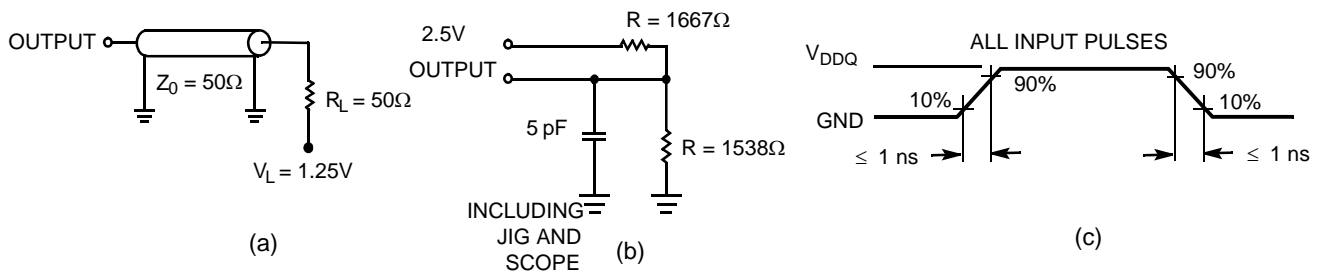 OUTPUT
Z0 = 50Ω
RL = 50Ω
VL = 1.25V
(a)
R = 1667Ω
2.5V
OUTPUT
5 pF
R = 1538Ω
INCLUDING
JIG AND
SCOPE
(b)
ALL INPUT PULSES
VDDQ
GND
10%
90%
90%
10%
≤ 1 ns
≤ 1 ns
(c)